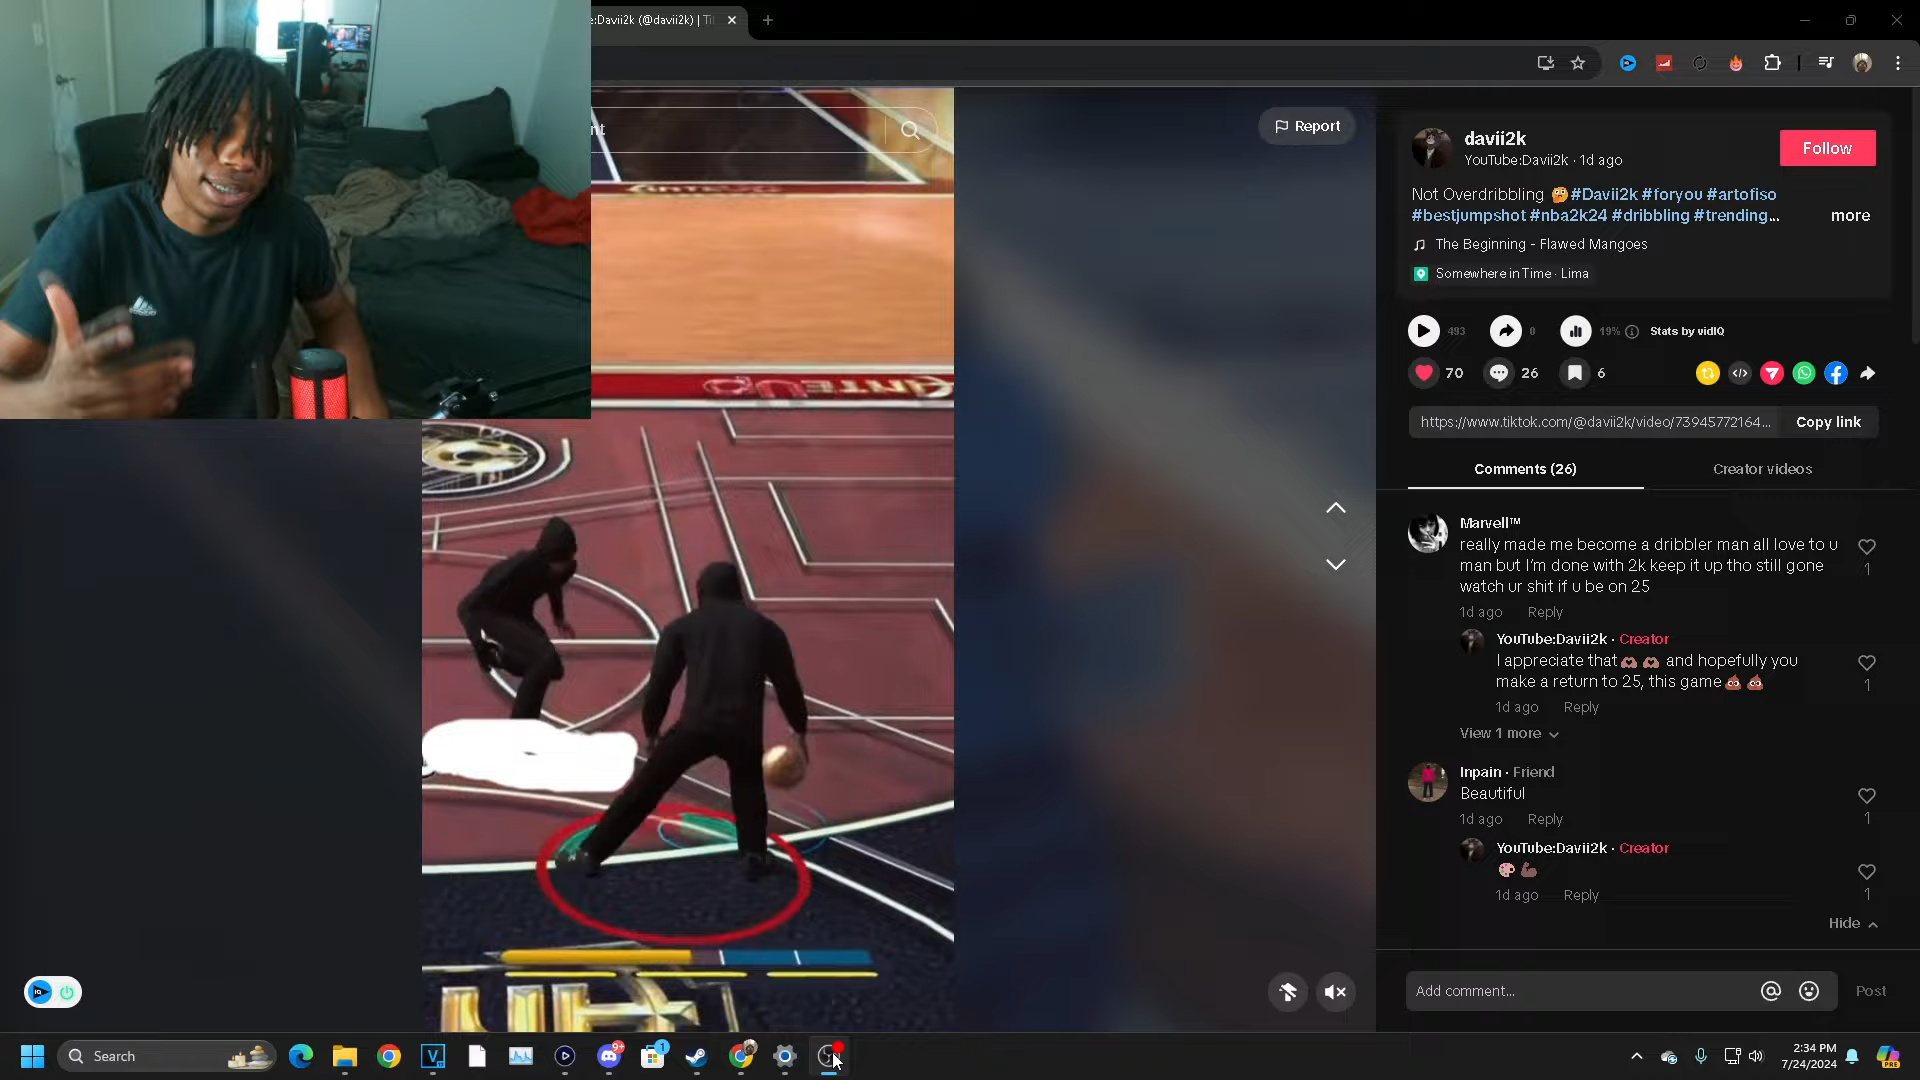 e:Davii2k (@davii2k) | Ti
nt
Report
davii2k
YouTube:Davii2k · 1d ago
Follow
Not Overdribbling 🤔#Davii2k #foryou #artofiso
#bestjumpshot #nba2k24 #dribbling #trending...
more
The Beginning - Flawed Mangoes
Somewhere in Time · Lima
493
0
19%
Stats by vidIQ
70
26
6
https://www.tiktok.com/@davii2k/video/73945772164...
Copy link
Comments (26)
Creator videos
Marvell™
really made me become a dribbler man all love to u
man but I'm done with 2k keep it up tho still gone
watch ur shit if u be on 25
1
1d ago
Reply
YouTube:Davii2k · Creator
I appreciate that🫶🏾 🫶🏾 and hopefully you
make a return to 25, this game💩 💩
1
1d ago
Reply
View 1 more
Inpain · Friend
Beautiful
1
1d ago
Reply
YouTube:Davii2k · Creator
🎨 💪🏿
1
1d ago
Reply
Hide
Add comment...
Post
IQ
Search
9+
1
2:34 PM
7/24/2024
PRE